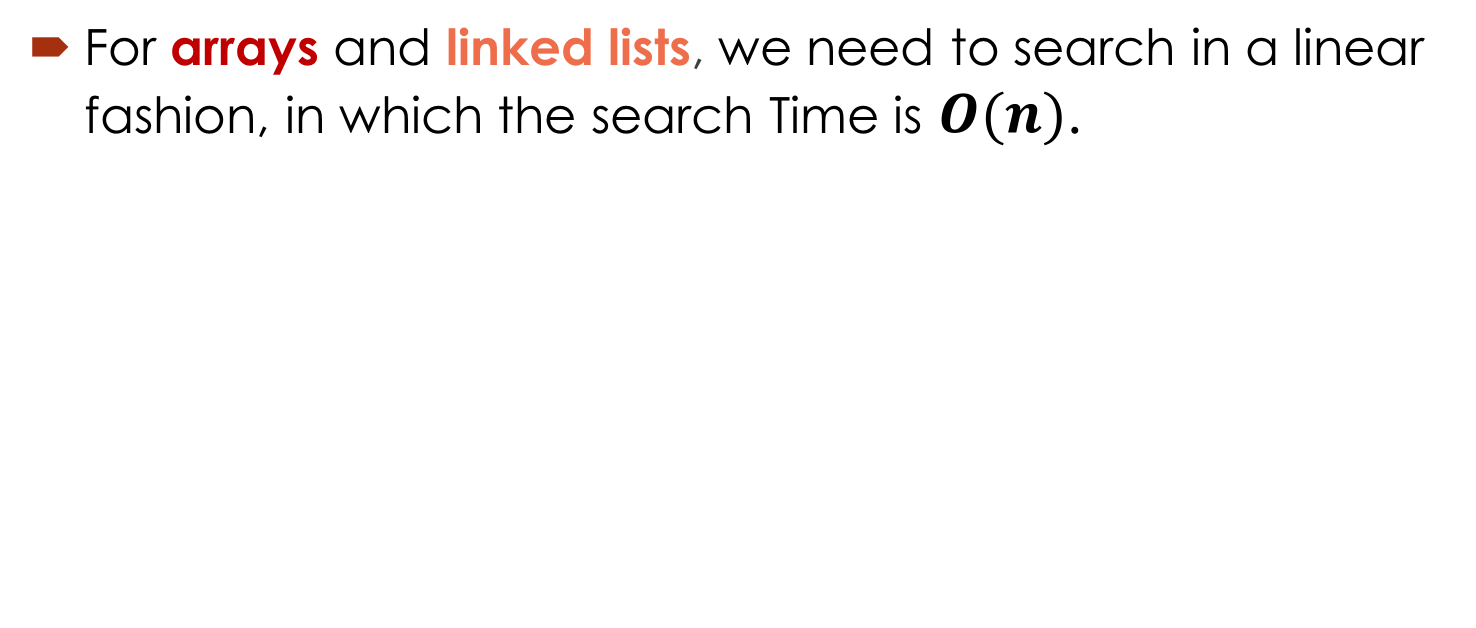 For arrays and linked lists, we need to search in a linear
fashion, in which the search Time is O(n).